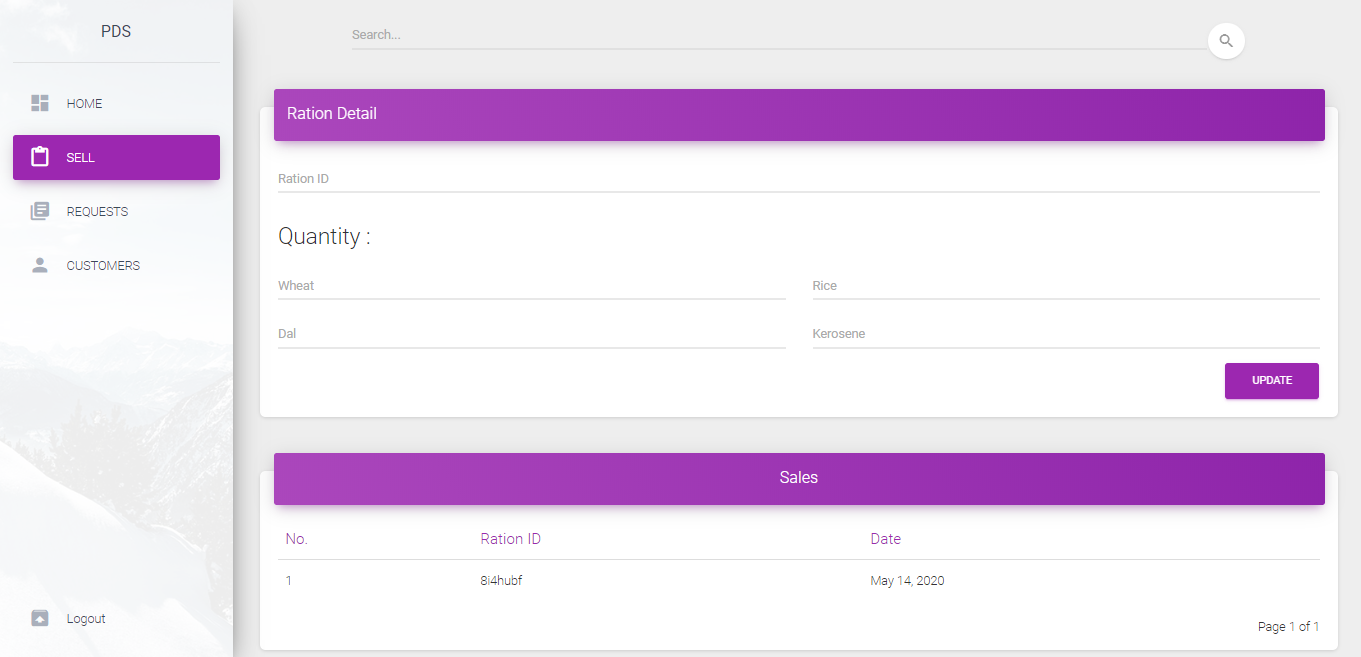 PDS
HOME
SELL
REQUESTS
CUSTOMERS
Logout
Search...
Ration Detail
Ration ID
Quantity :
Wheat
Rice
Dal
Kerosene
UPDATE
Sales
No. Ration ID Date
1 8i4hubf May 14, 2020
Page 1 of 1